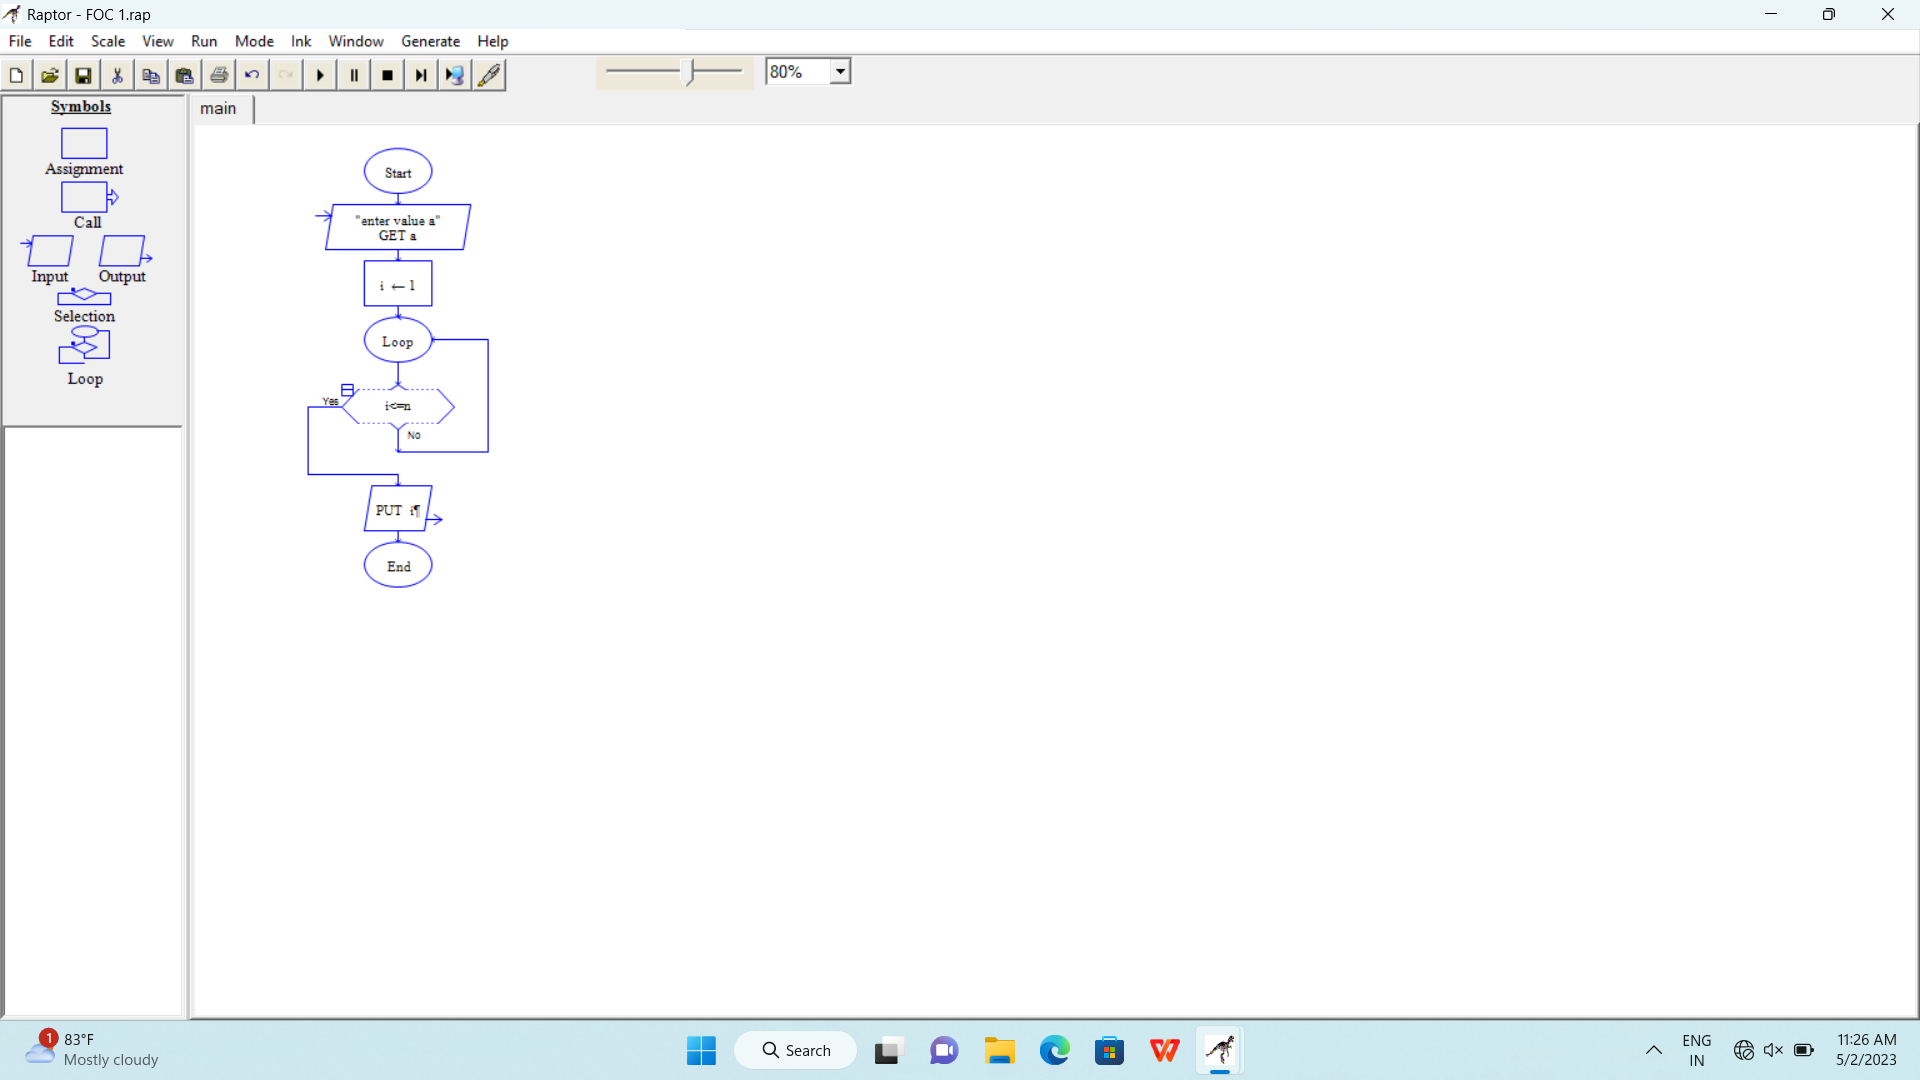 Raptor - FOC 1.rap
File Edit Scale View Run Mode Ink Window Generate Help
80%
Symbols
Assignment
Call
Input Output
Selection
Loop
main
Start
"enter value a"
GET a
i ← 1
Loop
Yes
i<=n
No
PUT i¶
End
1
83°F
Mostly cloudy
Search
ENG
IN
11:26 AM
5/2/2023